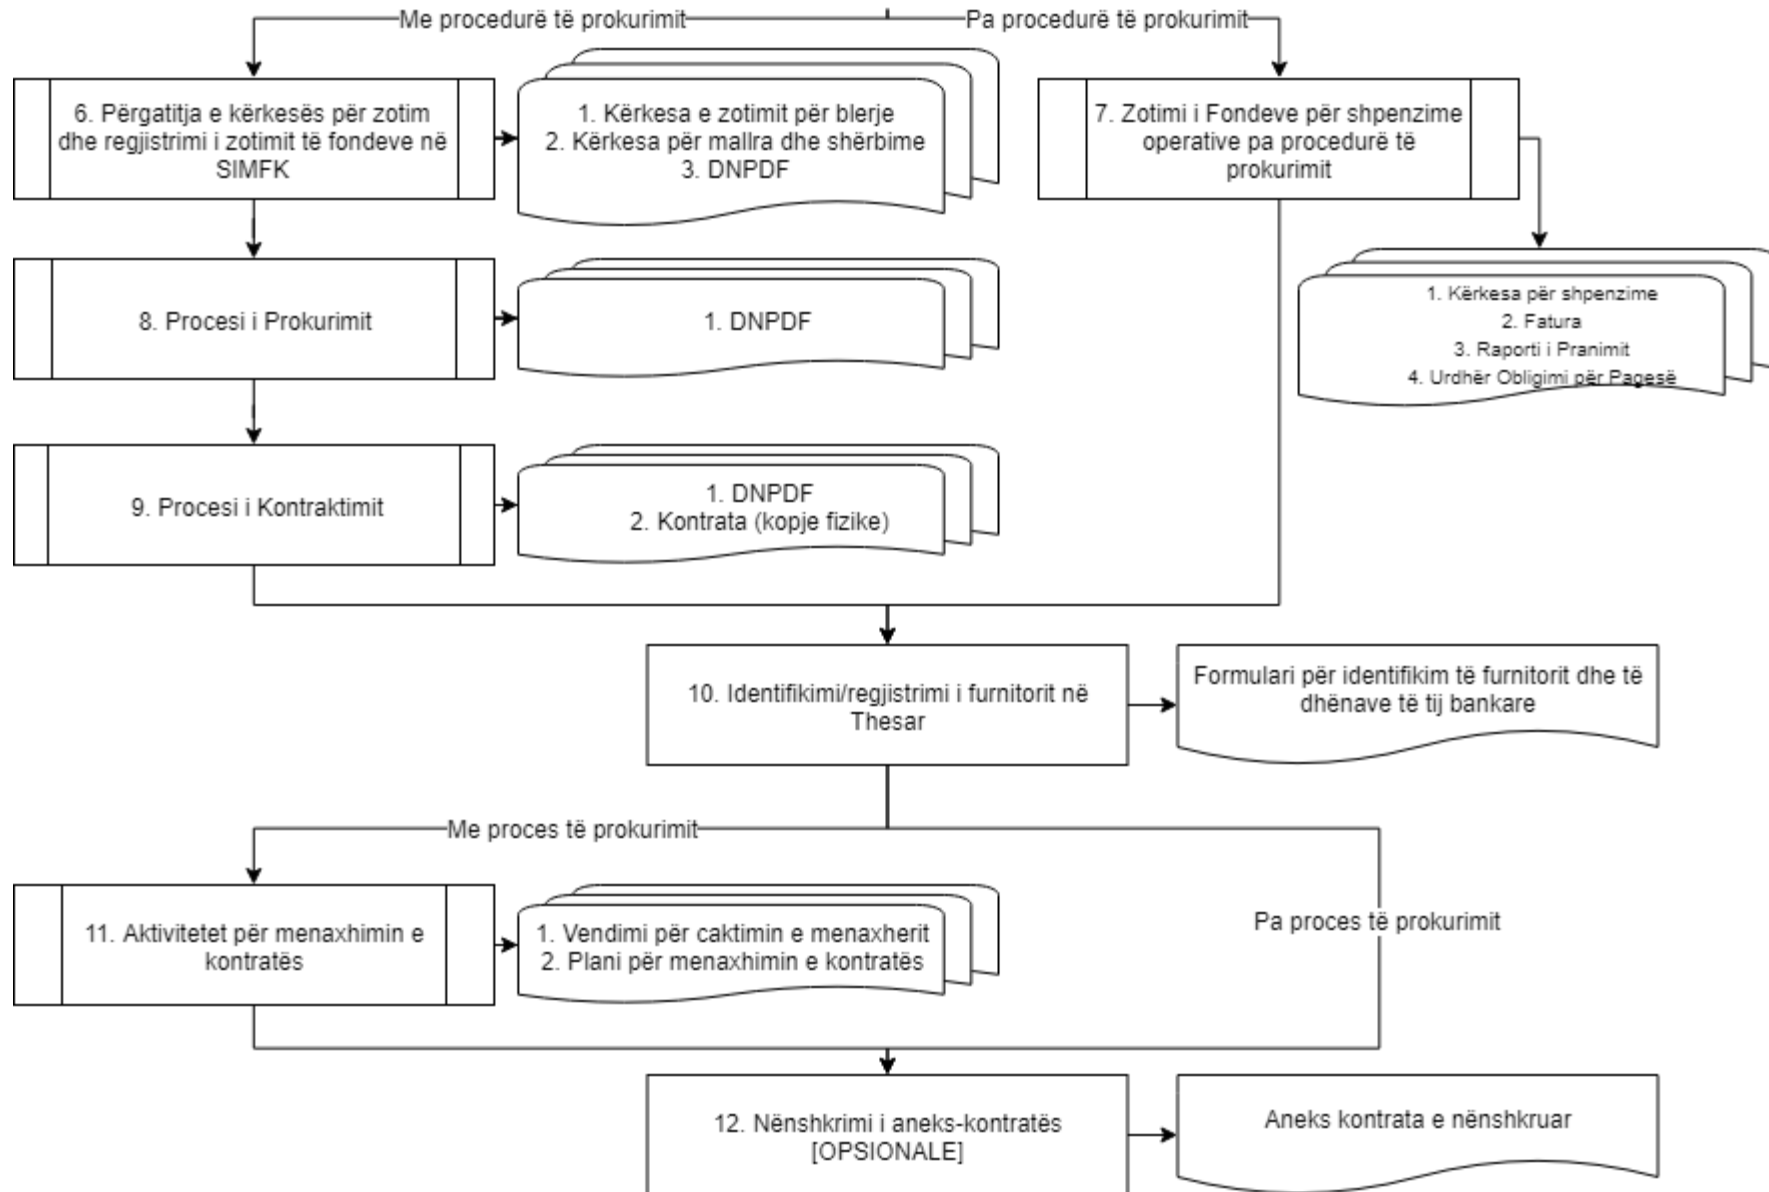 Me procedurë të prokurimit
Pa procedurë të prokurimit
6. Përgatitja e kërkesës për zotim
dhe regjistrimi i zotimit të fondeve në
SIMFK
1. Kërkesa e zotimit për blerje
2. Kërkesa për mallra dhe shërbime
3. DNPDF
7. Zotimi i Fondeve për shpenzime
operative pa procedurë të
prokurimit
1. Kërkesa për shpenzime
2. Fatura
3. Raporti i Pranimit
4. Urdhër Obligimi për Pagesë
8. Procesi i Prokurimit
1. DNPDF
9. Procesi i Kontraktimit
1. DNPDF
2. Kontrata (kopje fizike)
10. Identifikimi/regjistrimi i furnitorit në
Thesar
Formulari për identifikim të furnitorit dhe të
dhënave të tij bankare
Me proces të prokurimit
Pa proces të prokurimit
11. Aktivitetet për menaxhimin e
kontratës
1. Vendimi për caktimin e menaxherit
2. Plani për menaxhimin e kontratës
12. Nënshkrimi i aneks-kontratës
[OPSIONALE]
Aneks kontrata e nënshkruar